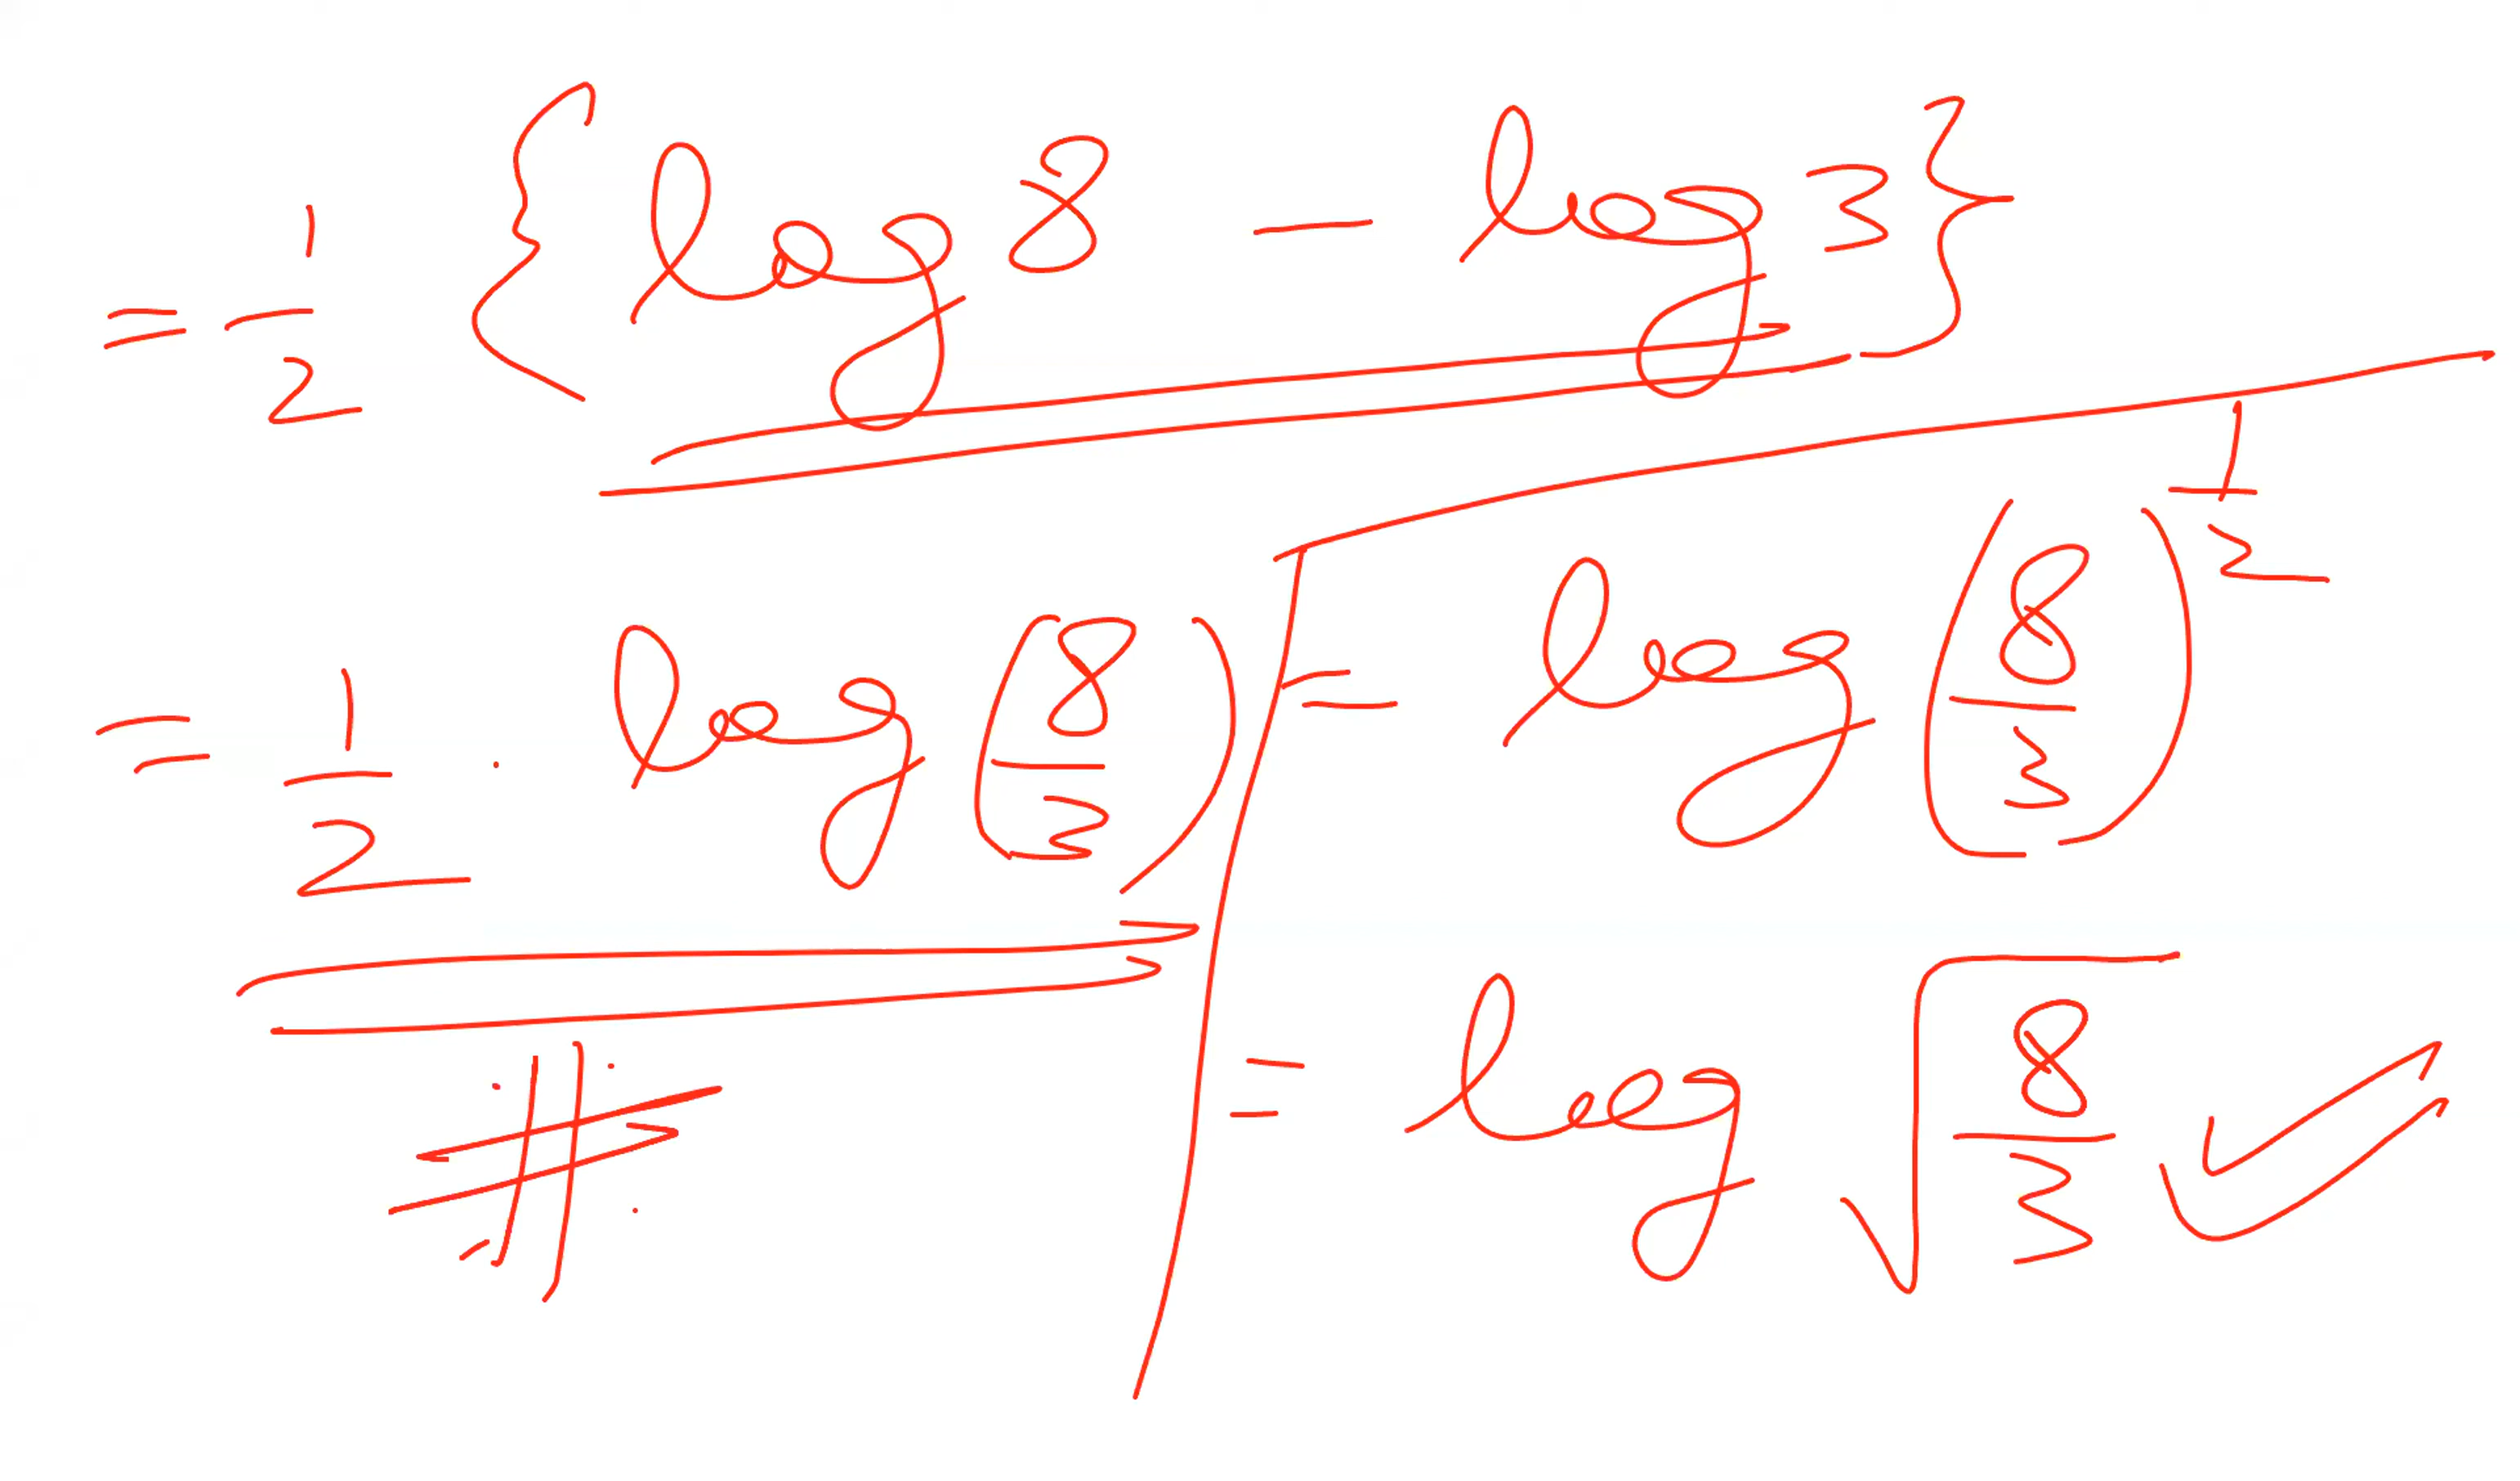 = 1/2 { log 8 - log 3 }
= 1/2 . log (8/3)
#
= log (8/3)^1/2
= log √8/3